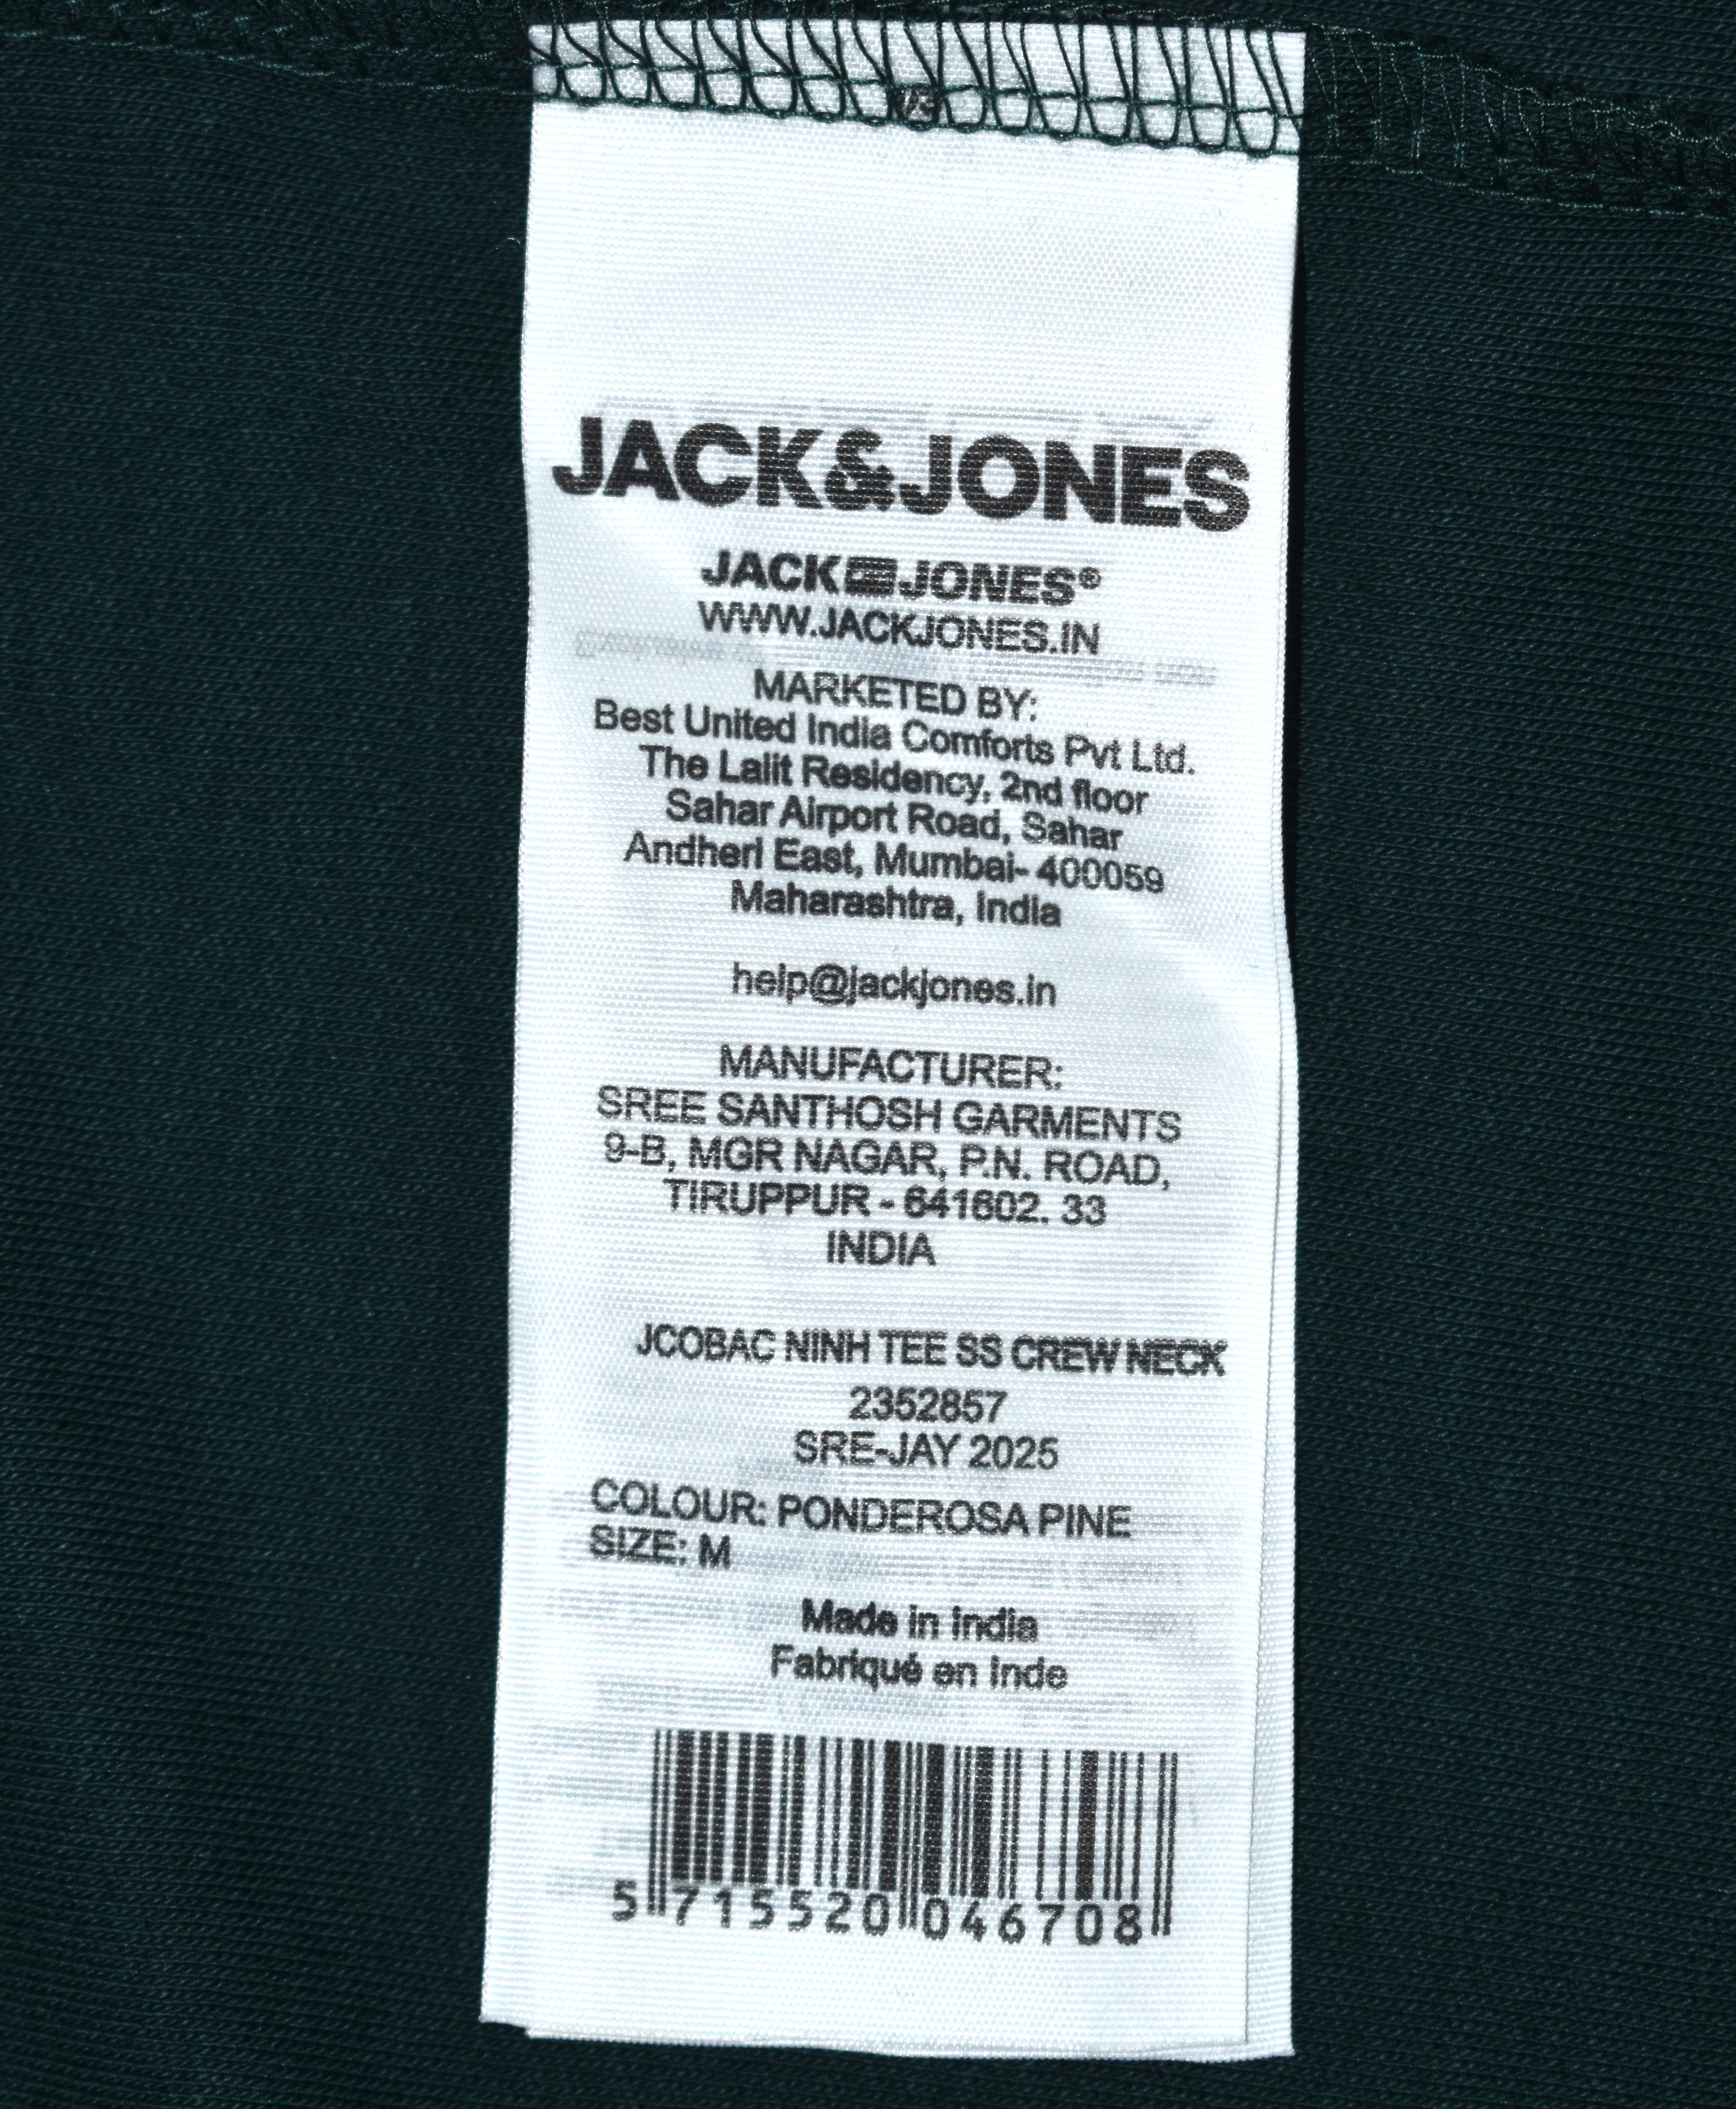 JACK&JONES
JACK JONES®
WWW.JACKJONES.IN
MARKETED BY:
Best United India Comforts Pvt Ltd.
The Lalit Residency, 2nd floor
Sahar Airport Road, Sahar
Andheri East, Mumbai- 400059
Maharashtra, India
help@jackjones.in
MANUFACTURER:
SREE SANTHOSH GARMENTS
9-B, MGR NAGAR, P.N. ROAD,
TIRUPPUR - 641602. 33
INDIA
JCOBAC NINH TEE SS CREW NECK
2352857
SRE-JAY 2025
COLOUR: PONDEROSA PINE
SIZE: M
Made in India
Fabriqué en Inde
5 715520 046708